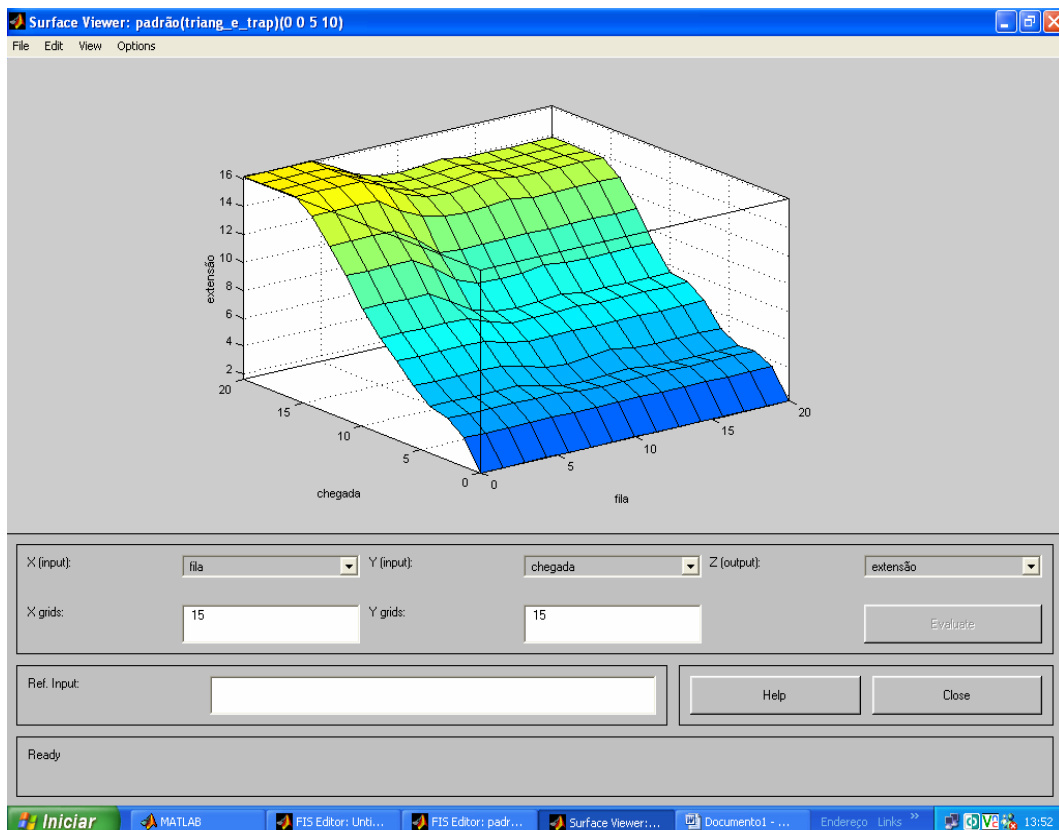 Surface Viewer: padrão(triang_e_trap)(0 0 5 10)
File Edit View Options
16
14
12
10
8
6
4
2
extensão
20
15
10
5
0
chegada
0
5
10
15
20
fila
X (input): fila Y (input): chegada Z (output): extensão
X grids: 15 Y grids: 15 Evaluate
Ref. Input: Help Close
Ready
Iniciar MATLAB FIS Editor: Unti... FIS Editor: padr... Surface Viewer:... Documento1 - ... Endereço Links » 13:52